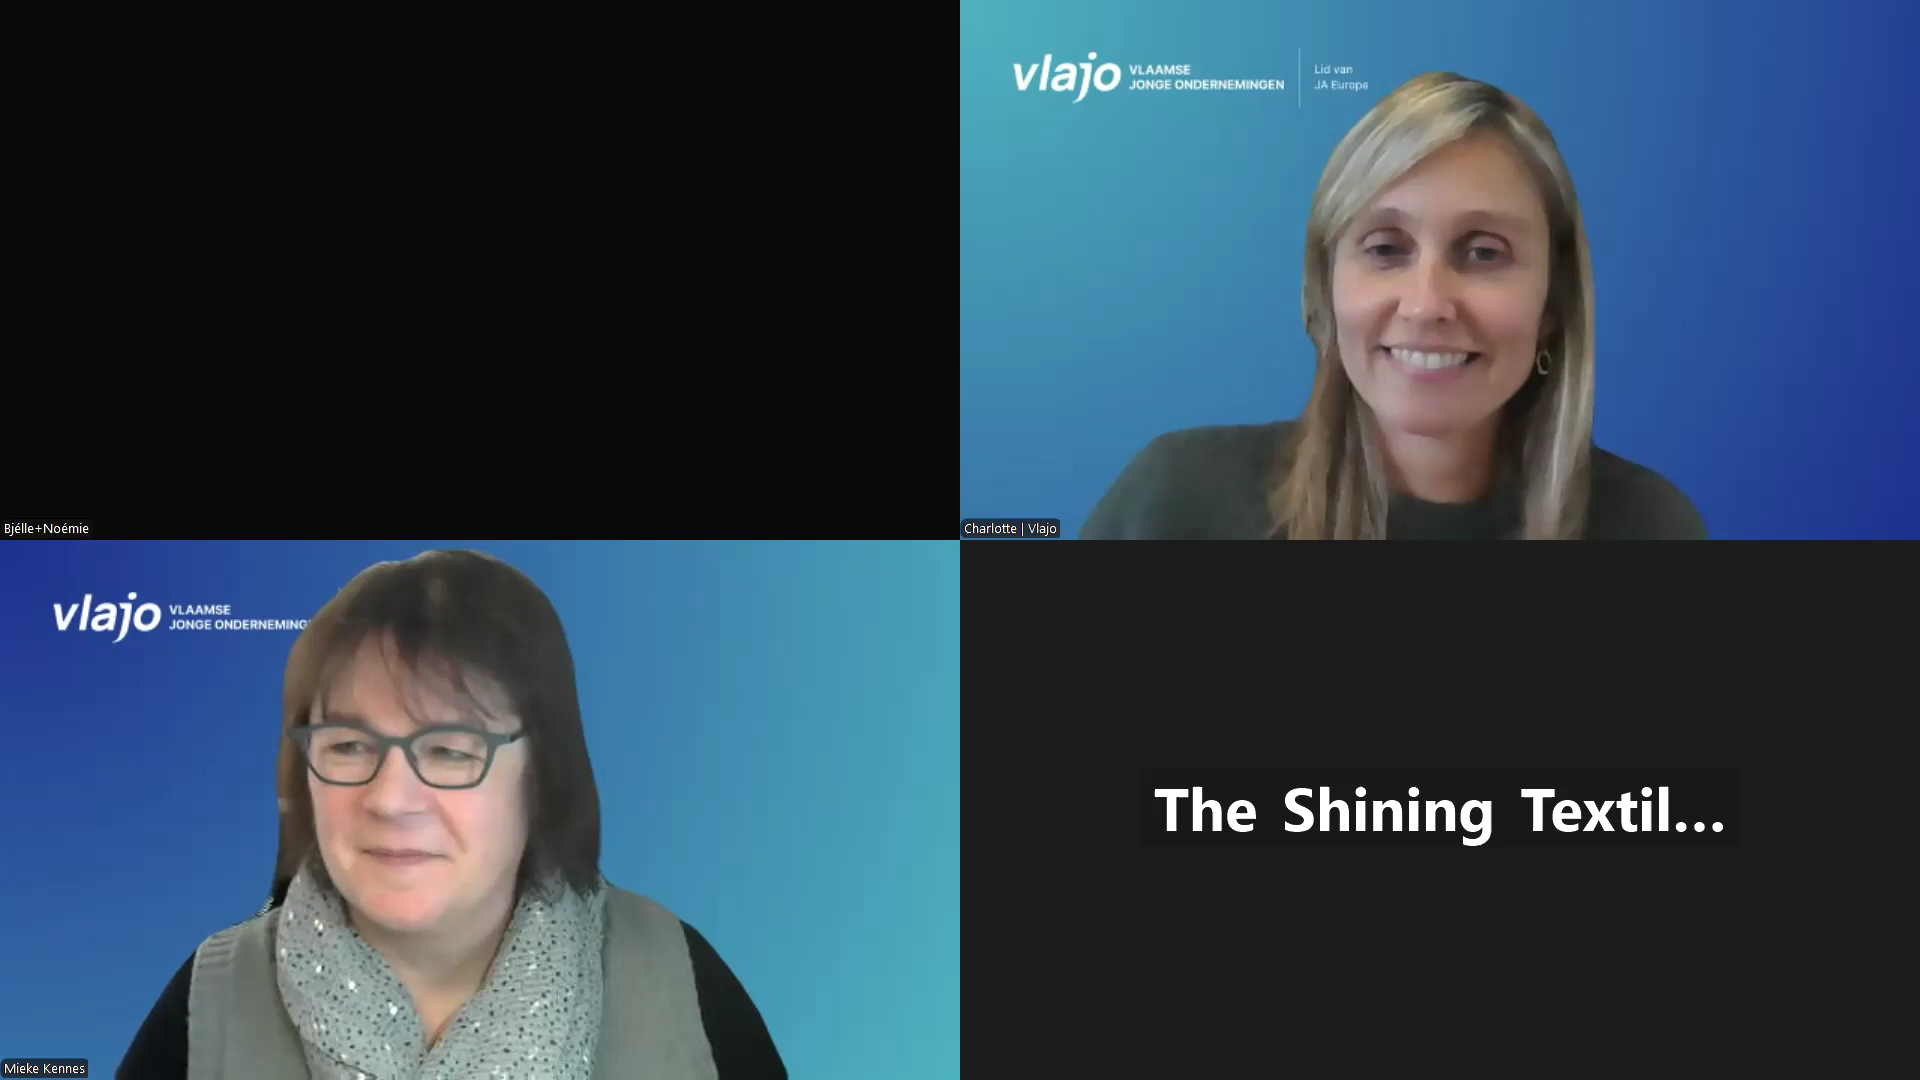 vlajo
VLAAMSE
JONGE ONDERNEMINGEN
Lid van
JA Europe
Bjélle+Noémie
Charlotte | Vlajo
vlajo
VLAAMSE
JONGE ONDERNEMING
The Shining Textil...
Mieke Kennes